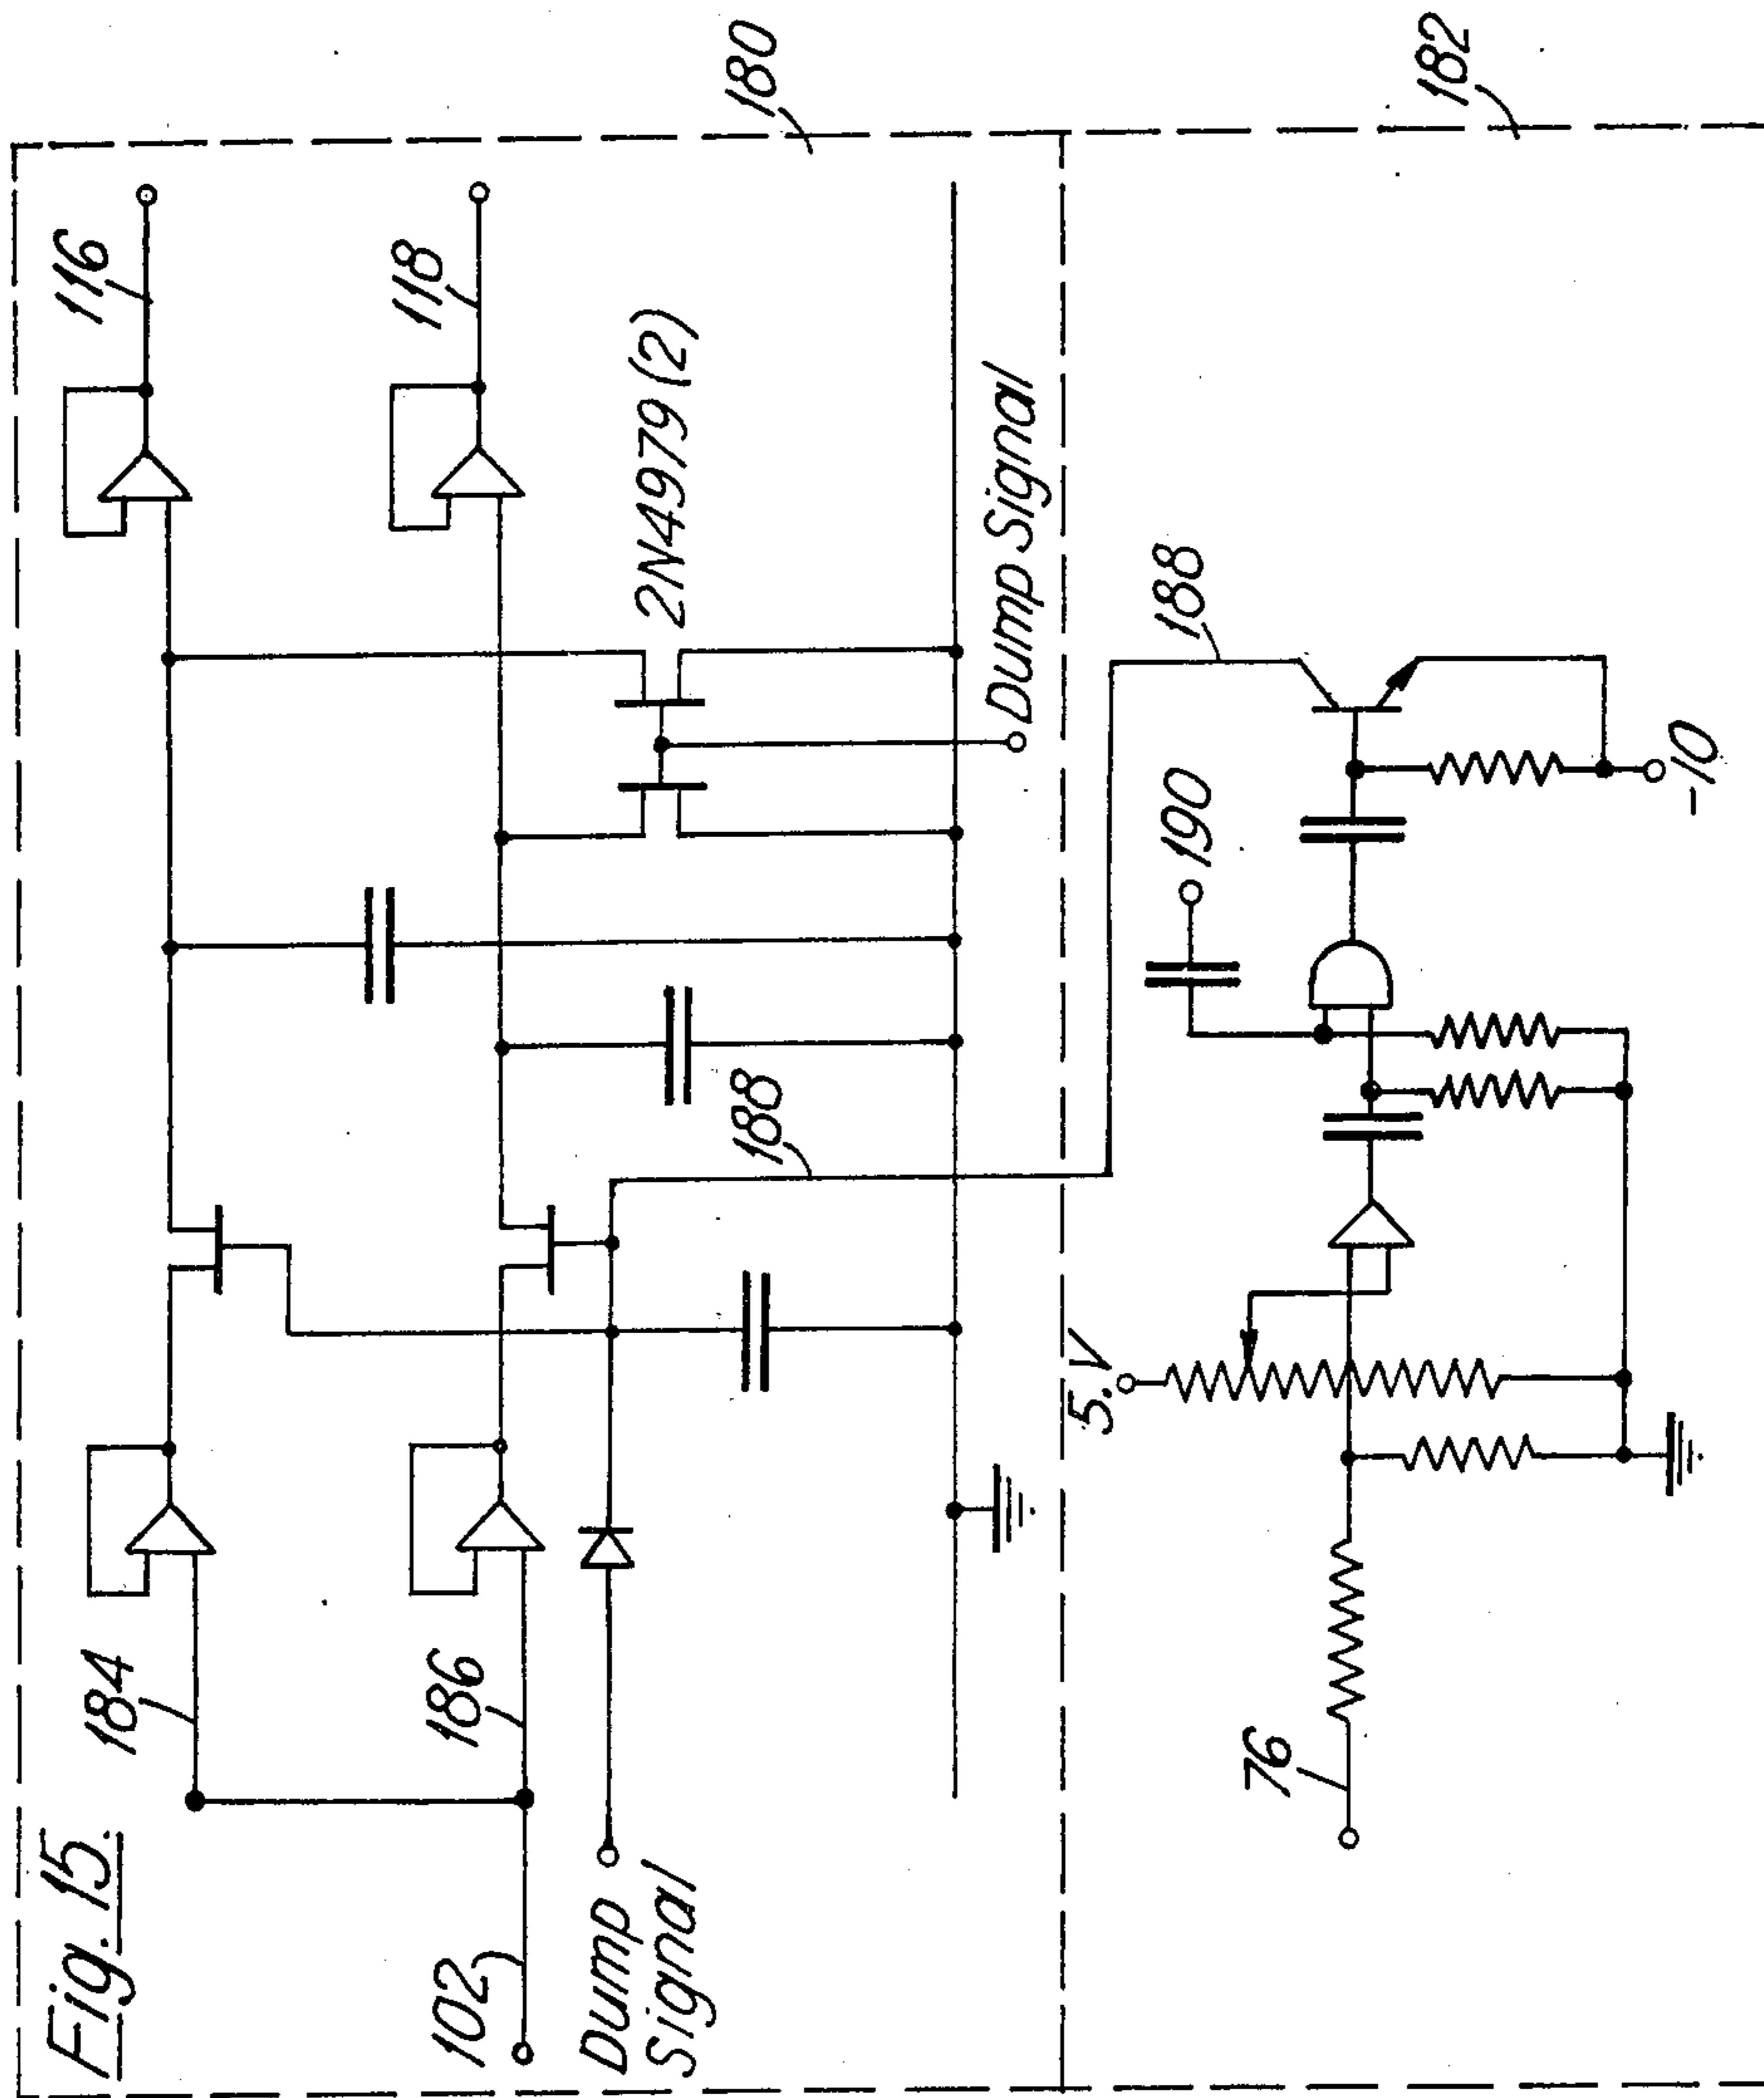 Fig. 15.
184
116
180
102
186
118
Dump
Signal
2N4979 (2)
188
Dump Signal
5.V
190
188
76
-10
182